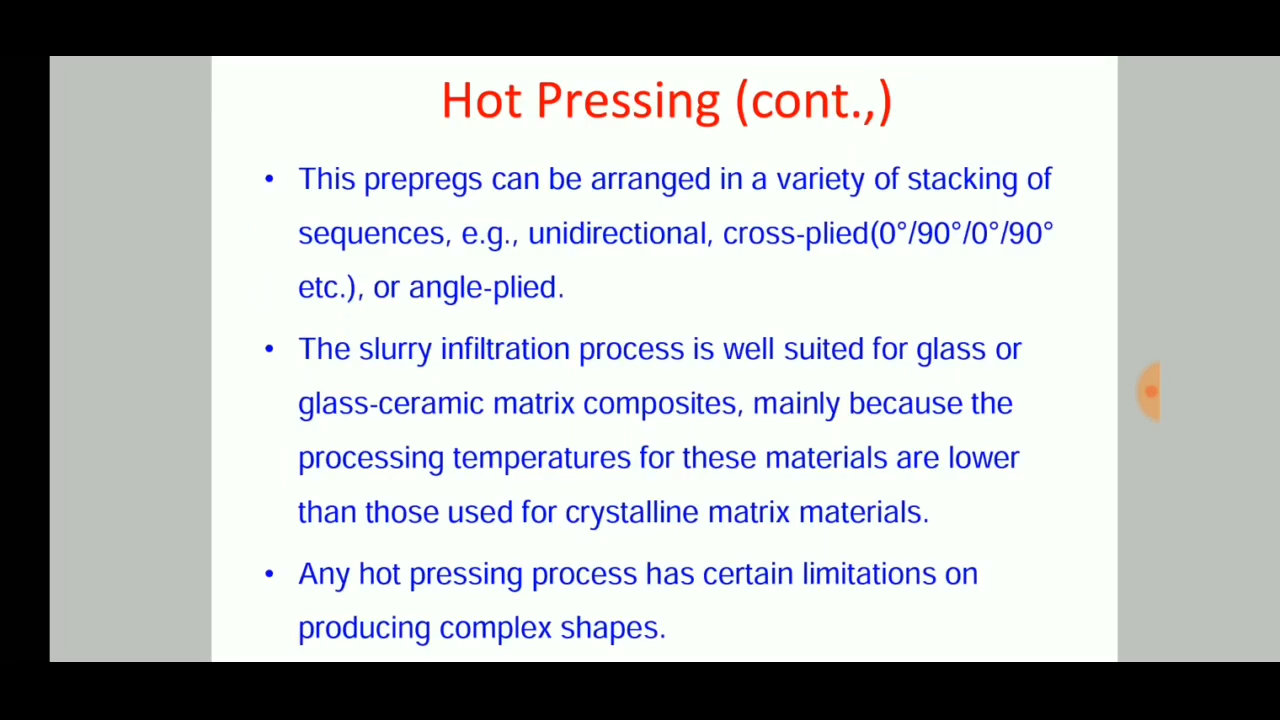 Hot Pressing (cont.,)
• This prepregs can be arranged in a variety of stacking of
sequences, e.g., unidirectional, cross-plied(0°/90°/0°/90°
etc.), or angle-plied.
• The slurry infiltration process is well suited for glass or
glass-ceramic matrix composites, mainly because the
processing temperatures for these materials are lower
than those used for crystalline matrix materials.
• Any hot pressing process has certain limitations on
producing complex shapes.